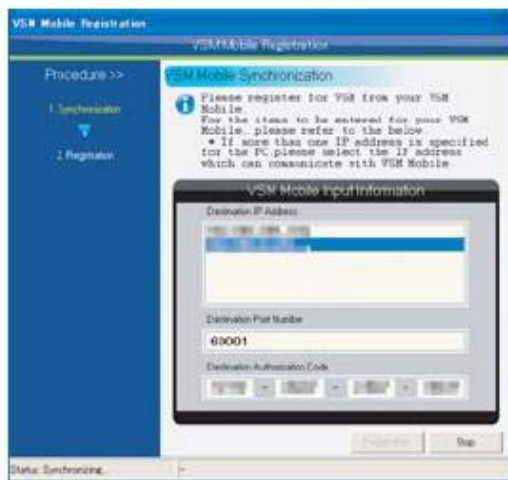 VSM Mobile Registration
VSM Mobile Registration
Procedure >>
1. Synchronization
2. Registration
VSM Mobile Synchronization
Please register for VSM from your VSM
Mobile
For the items to be entered for your VSM
Mobile, please refer to the below
• If more than one IP address is specified
for the PC,please select the IP address
which can communicate with VSM Mobile
VSM Mobile Input Information
Destination IP Address
Destination Port Number
60001
Destination Authorization Code
- - -
Registration
Stop
Status: Synchronizing...